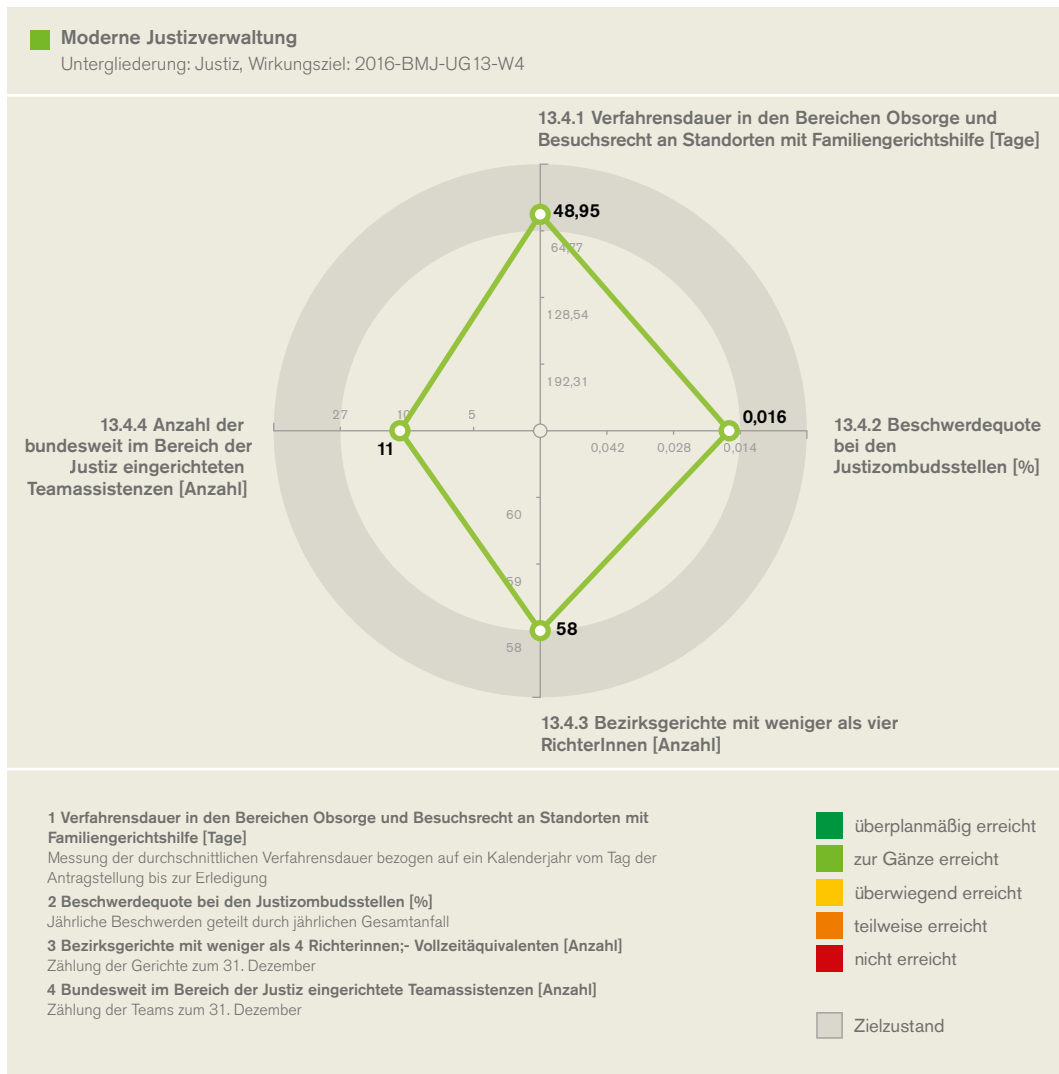 Moderne Justizverwaltung
Untergliederung: Justiz, Wirkungsziel: 2016-BMJ-UG13-W4
13.4.1 Verfahrensdauer in den Bereichen Obsorge und
Besuchsrecht an Standorten mit Familiengerichtshilfe [Tage]
48,95
64,77
128,54
192,31
27
10
5
11
13.4.4 Anzahl der
bundesweit im Bereich der
Justiz eingerichteten
Teamassistenzen [Anzahl]
0,016
0,042
0,028
0,014
13.4.2 Beschwerdequote
bei den
Justizombudsstellen [%]
60
59
58
58
13.4.3 Bezirksgerichte mit weniger als vier
RichterInnen [Anzahl]
1 Verfahrensdauer in den Bereichen Obsorge und Besuchsrecht an Standorten mit
Familiengerichtshilfe [Tage]
Messung der durchschnittlichen Verfahrensdauer bezogen auf ein Kalenderjahr vom Tag der
Antragstellung bis zur Erledigung
2 Beschwerdequote bei den Justizombudsstellen [%]
Jährliche Beschwerden geteilt durch jährlichen Gesamtanfall
3 Bezirksgerichte mit weniger als 4 Richterinnen;- Vollzeitäquivalenten [Anzahl]
Zählung der Gerichte zum 31. Dezember
4 Bundesweit im Bereich der Justiz eingerichtete Teamassistenzen [Anzahl]
Zählung der Teams zum 31. Dezember
überplanmäßig erreicht
zur Gänze erreicht
überwiegend erreicht
teilweise erreicht
nicht erreicht
Zielzustand